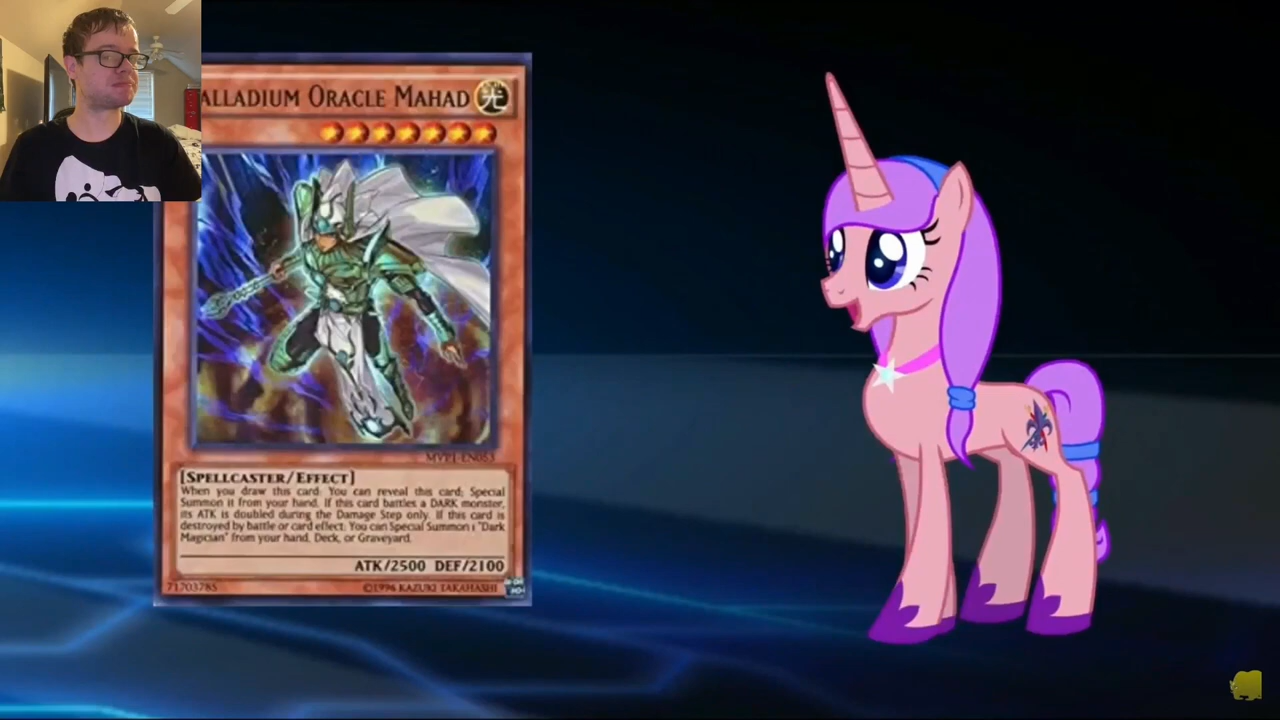 ALLADIUM ORACLE MAHAD
光
MVP1-EN053
[SPELLCASTER/EFFECT]
When you draw this card: You can reveal this card; Special
Summon it from your hand. If this card battles a DARK monster,
its ATK is doubled during the Damage Step only. If this card is
destroyed by battle or card effect: You can Special Summon 1 "Dark
Magician" from your hand, Deck, or Graveyard.
ATK/2500 DEF/2100
71703785
©1996 KAZUKI TAKAHASHI